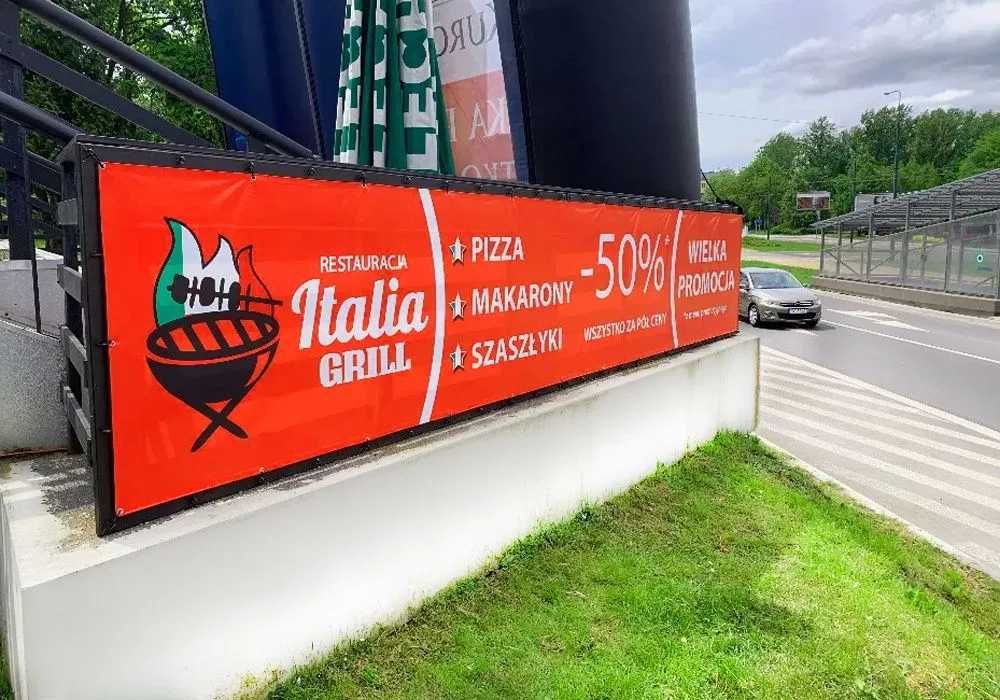 RESTAURACJA
Italia
GRILL
PIZZA
MAKARONY
SZASZŁYKI
-50%*
WSZYSTKO ZA PÓŁ CENY
WIELKA
PROMOCJA